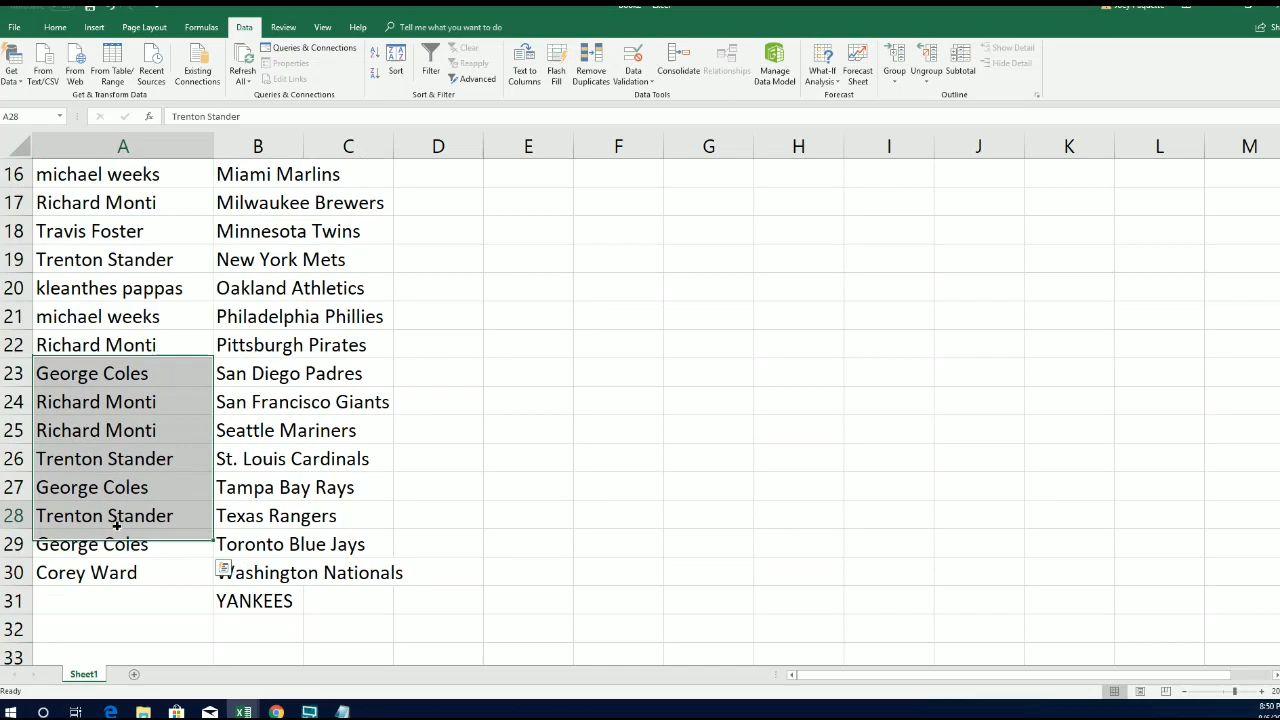 File Home Insert Page Layout Formulas Data Review View Help Tell me what you want to do
Get Data From Text/CSV From Web From Table/ Range Recent Sources Existing Connections Refresh All Queries & Connections Properties Edit Links Sort Filter Clear Reapply Advanced Text to Columns Flash Fill Remove Duplicates Data Validation Consolidate Relationships Manage Data Model What-If Analysis Forecast Sheet Group Ungroup Subtotal Show Detail Hide Detail
Get & Transform Data Queries & Connections Sort & Filter Data Tools Forecast Outline
A28 Trenton Stander
A B C D E F G H I J K L M
16 michael weeks Miami Marlins
17 Richard Monti Milwaukee Brewers
18 Travis Foster Minnesota Twins
19 Trenton Stander New York Mets
20 kleanthes pappas Oakland Athletics
21 michael weeks Philadelphia Phillies
22 Richard Monti Pittsburgh Pirates
23 George Coles San Diego Padres
24 Richard Monti San Francisco Giants
25 Richard Monti Seattle Mariners
26 Trenton Stander St. Louis Cardinals
27 George Coles Tampa Bay Rays
28 Trenton Stander Texas Rangers
29 George Coles Toronto Blue Jays
30 Corey Ward Washington Nationals
31 YANKEES
32
33
Sheet1
Ready
8:50 P